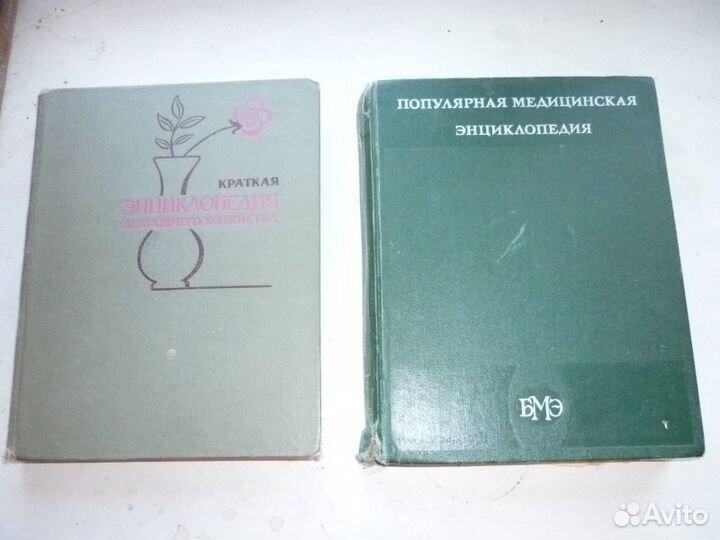 КРАТКАЯ
ЭНЦИКЛОПЕДИЯ
ДОМАШНЕГО ХОЗЯЙСТВА
ПОПУЛЯРНАЯ МЕДИЦИНСКАЯ
ЭНЦИКЛОПЕДИЯ
БМЭ
Avito